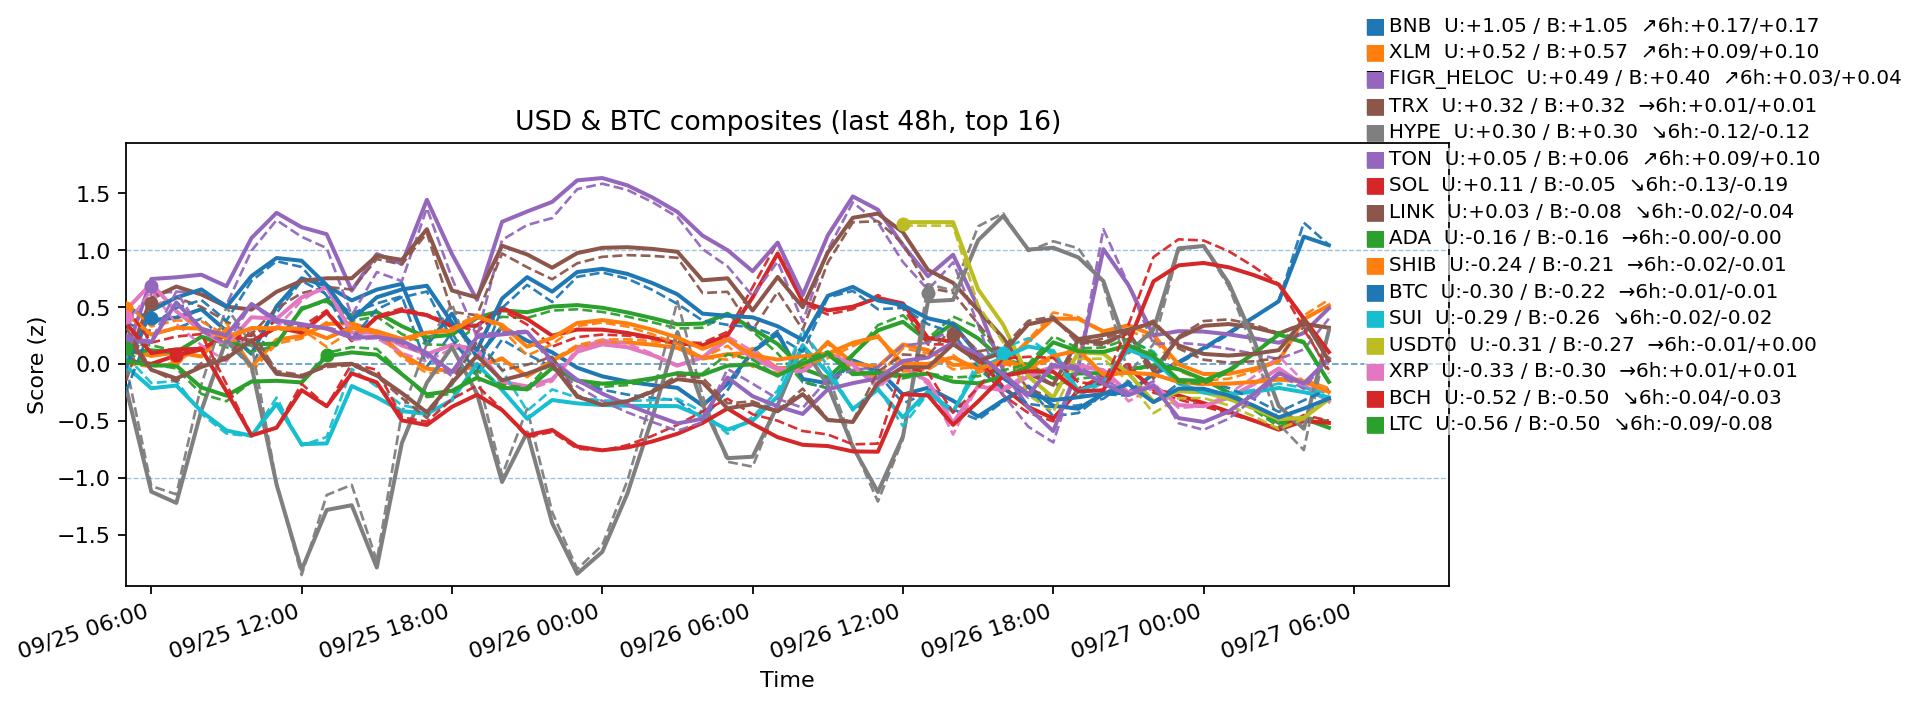 BNB  U:+1.05 / B:+1.05  ↗6h:+0.17/+0.17
XLM  U:+0.52 / B:+0.57  ↗6h:+0.09/+0.10
FIGR_HELOC  U:+0.49 / B:+0.40  ↗6h:+0.03/+0.04
TRX  U:+0.32 / B:+0.32  →6h:+0.01/+0.01
HYPE  U:+0.30 / B:+0.30  ↘6h:-0.12/-0.12
TON  U:+0.05 / B:+0.06  ↗6h:+0.09/+0.10
SOL  U:+0.11 / B:-0.05  ↘6h:-0.13/-0.19
LINK  U:+0.03 / B:-0.08  ↘6h:-0.02/-0.04
ADA  U:-0.16 / B:-0.16  →6h:-0.00/-0.00
SHIB  U:-0.24 / B:-0.21  →6h:-0.02/-0.01
BTC  U:-0.30 / B:-0.22  →6h:-0.01/-0.01
SUI  U:-0.29 / B:-0.26  ↘6h:-0.02/-0.02
USDT0  U:-0.31 / B:-0.27  →6h:-0.01/+0.00
XRP  U:-0.33 / B:-0.30  →6h:+0.01/+0.01
BCH  U:-0.52 / B:-0.50  ↘6h:-0.04/-0.03
LTC  U:-0.56 / B:-0.50  ↘6h:-0.09/-0.08
USD & BTC composites (last 48h, top 16)
Score (z)
1.5
1.0
0.5
0.0
−0.5
−1.0
−1.5
09/25 06:00
09/25 12:00
09/25 18:00
09/26 00:00
09/26 06:00
09/26 12:00
09/26 18:00
09/27 00:00
09/27 06:00
Time